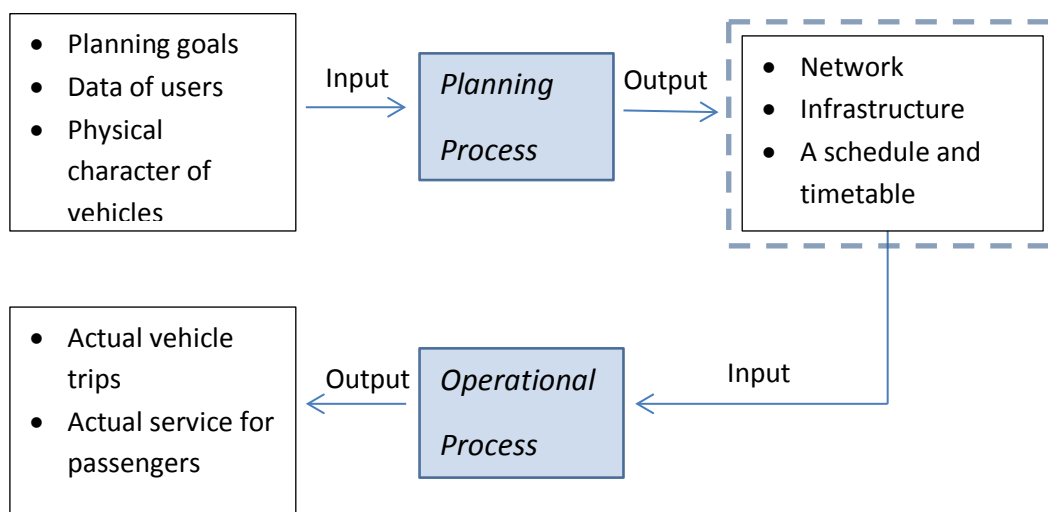 • Planning goals
• Data of users
• Physical
character of
vehicles
Input
Planning
Process
Output
• Network
• Infrastructure
• A schedule and
timetable
• Actual vehicle
trips
• Actual service for
passengers
Output
Operational
Process
Input